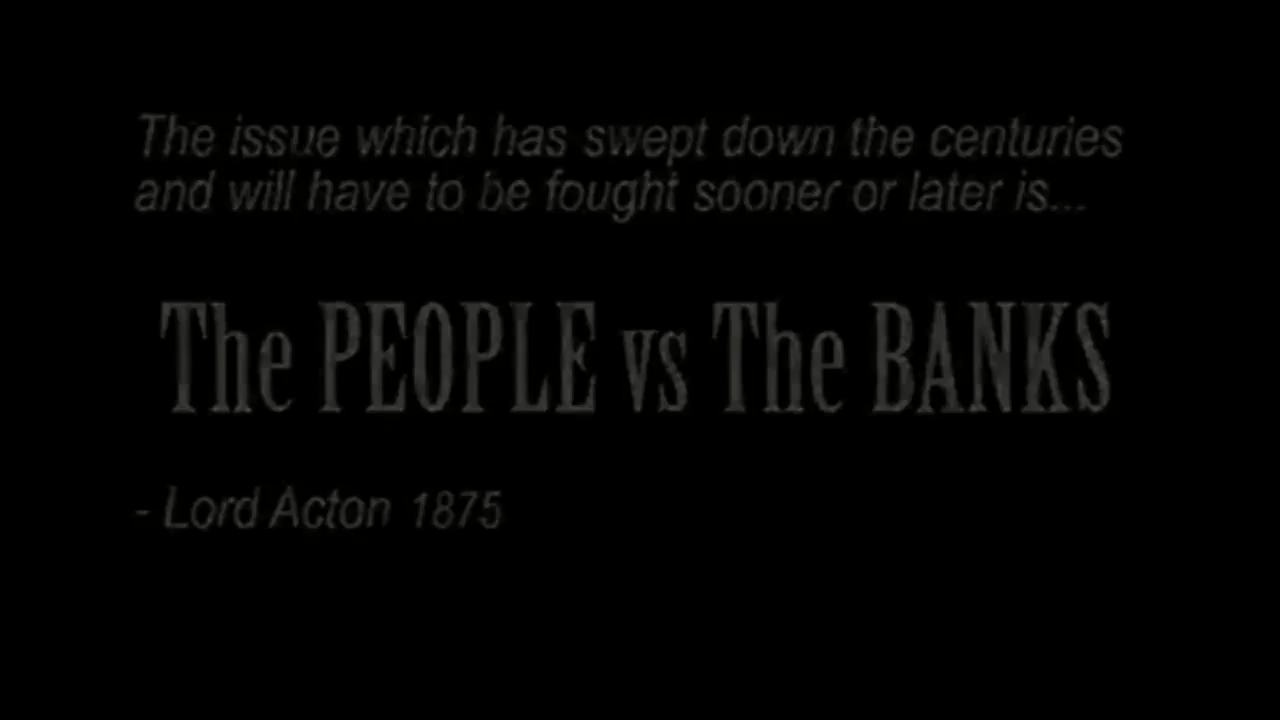 The issue which has swept down the centuries
and will have to be fought sooner or later is...
The PEOPLE vs The BANKS
- Lord Acton 1875